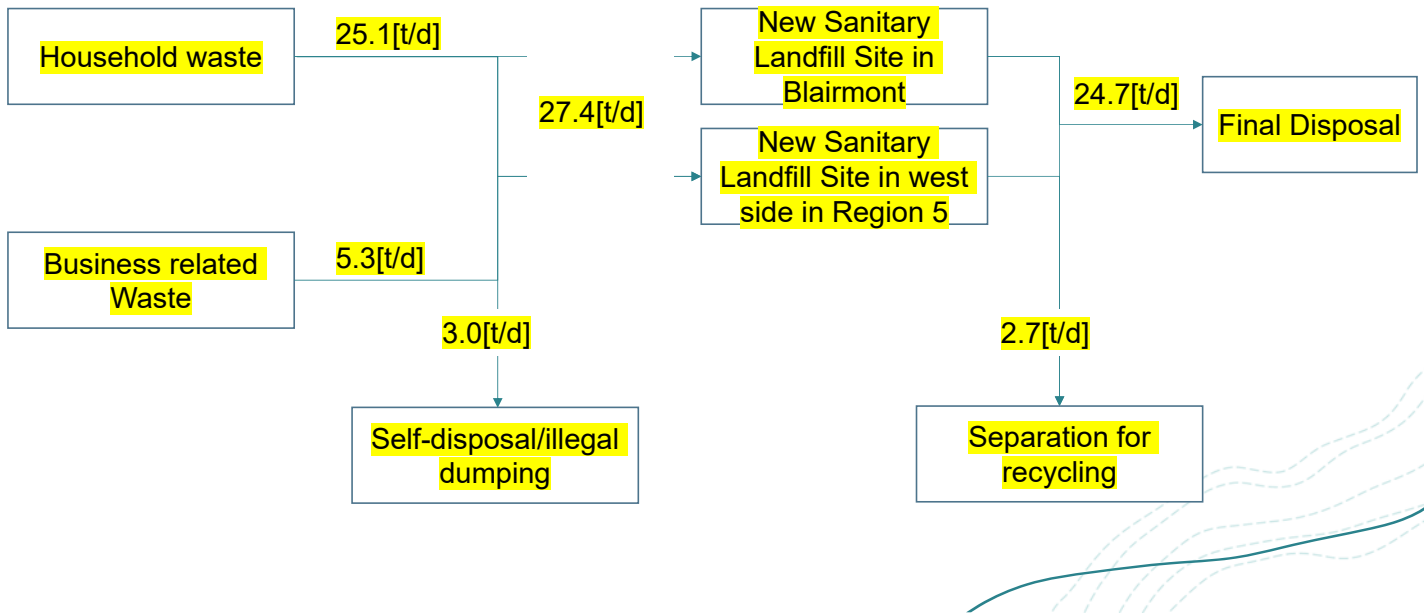 Household waste
25.1[t/d]
27.4[t/d]
New Sanitary
Landfill Site in
Blairmont
24.7[t/d]
Final Disposal
New Sanitary
Landfill Site in west
side in Region 5
Business related
Waste
5.3[t/d]
3.0[t/d]
2.7[t/d]
Self-disposal/illegal
dumping
Separation for
recycling